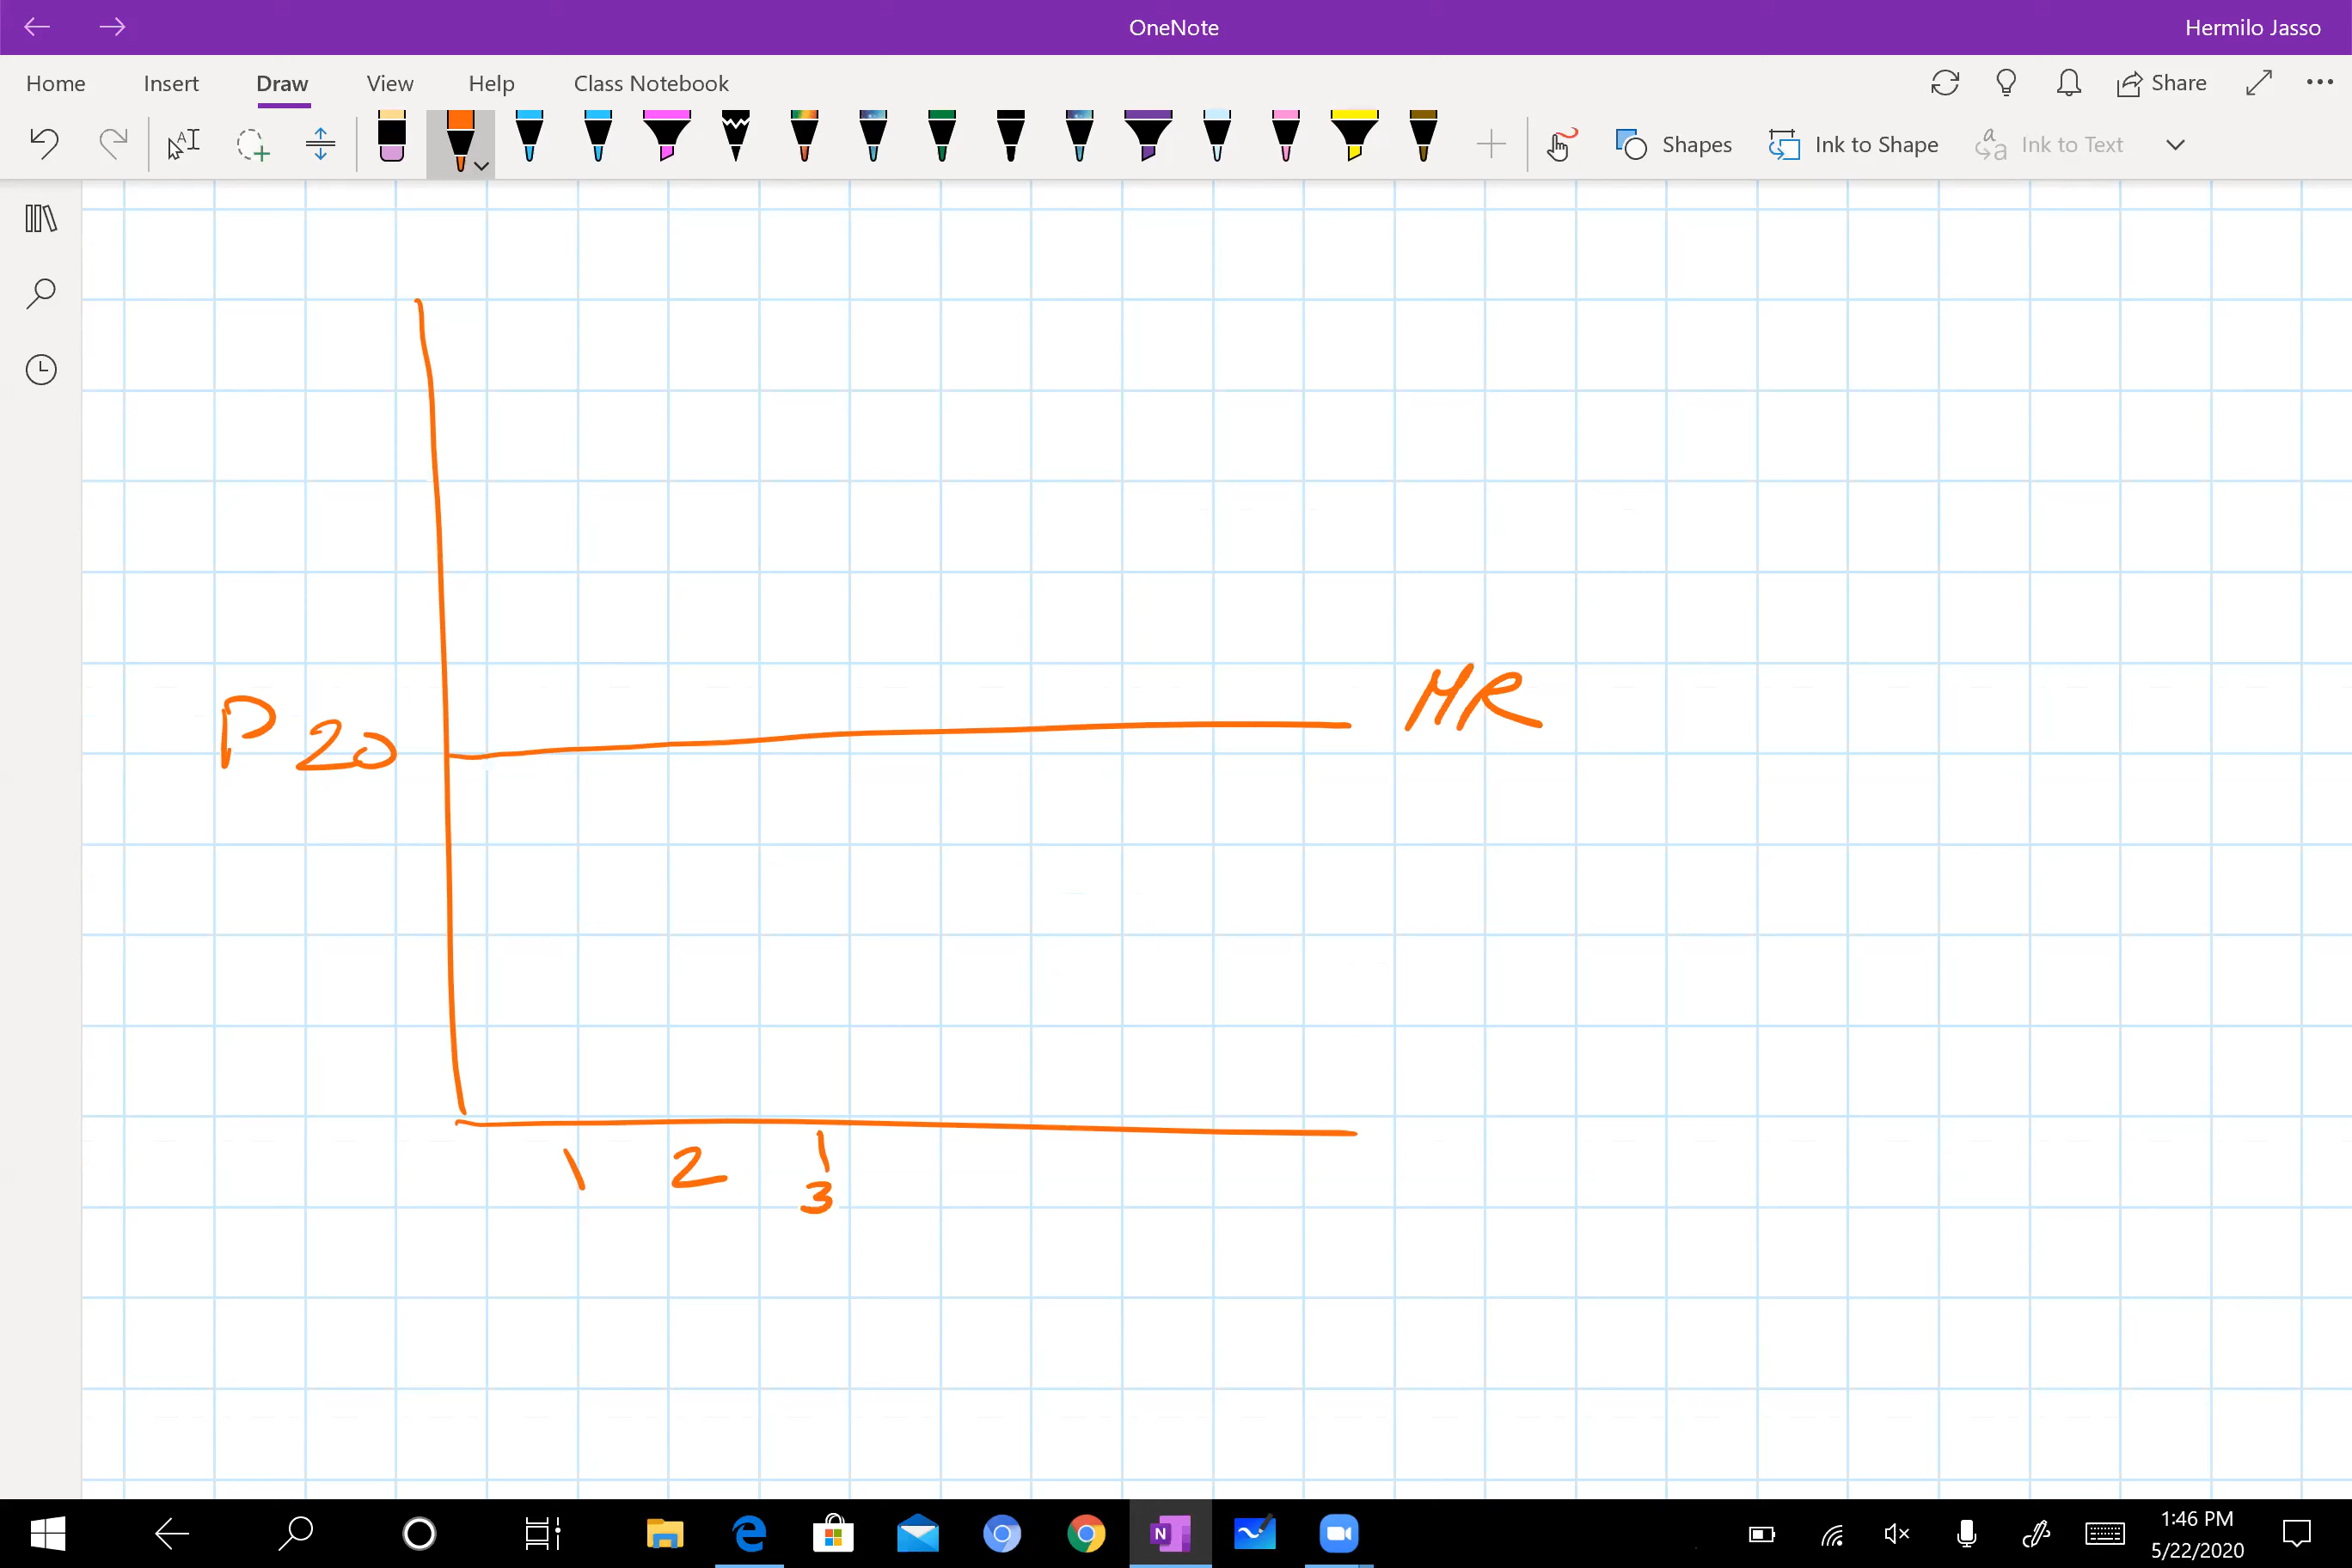 OneNote
Hermilo Jasso
Home Insert Draw View Help Class Notebook
Share
Shapes Ink to Shape Ink to Text
MR
P 20
1 2 3
1:46 PM
5/22/2020